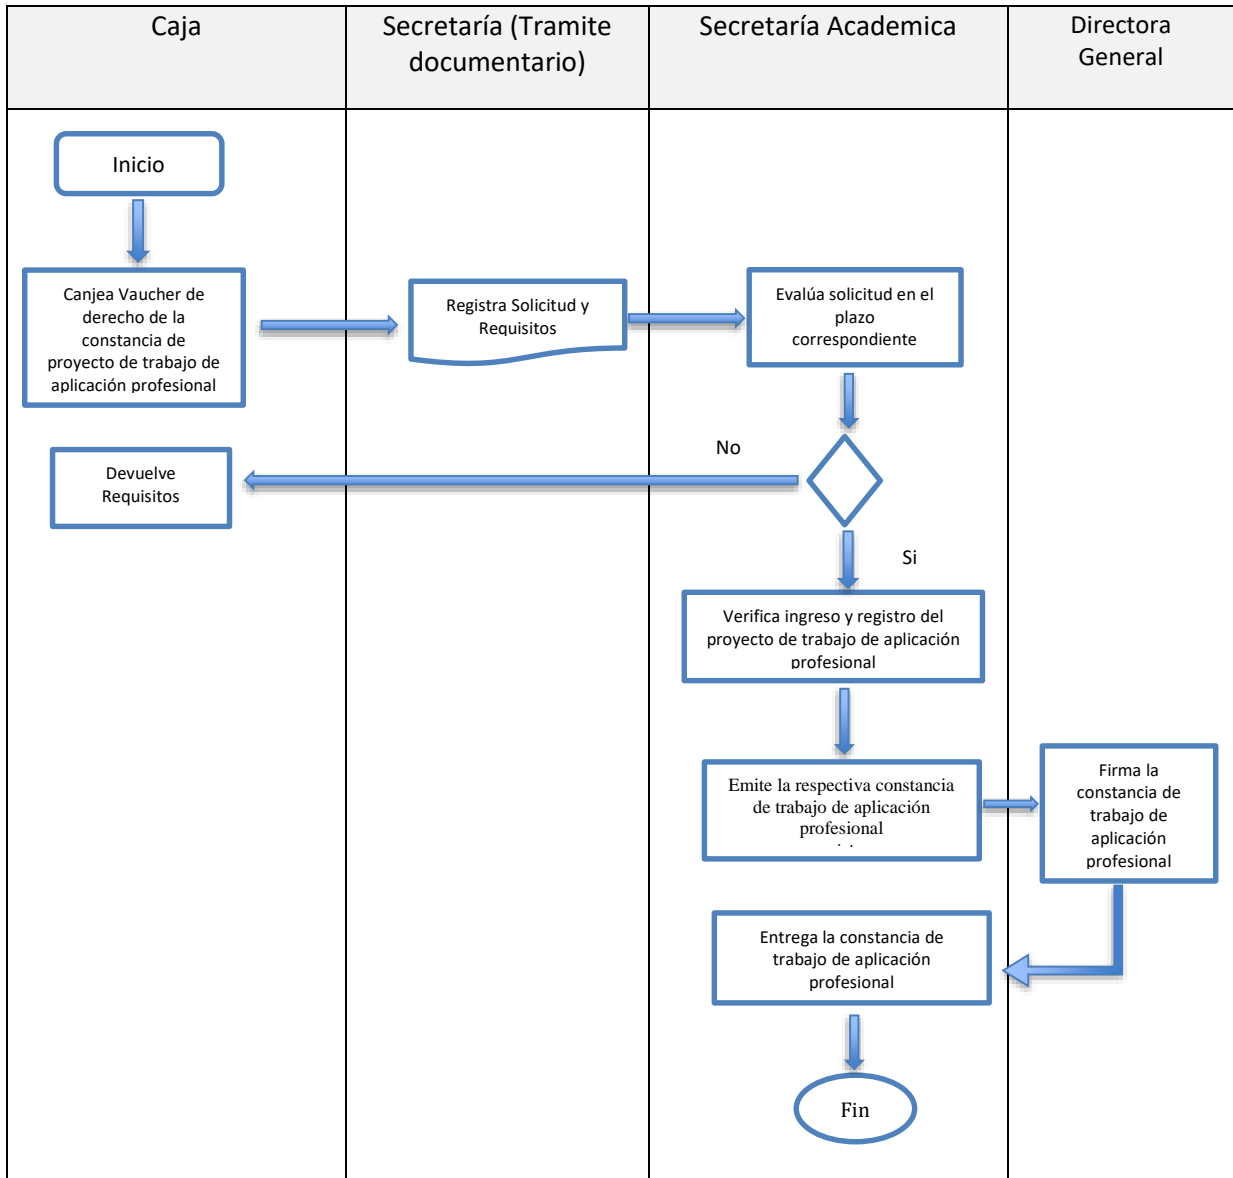 Caja
Secretaría (Tramite
documentario)
Secretaría Academica
Directora
General
Inicio
Canjea Vaucher de
derecho de la
constancia de
proyecto de trabajo de
aplicación profesional
Registra Solicitud y
Requisitos
Evalúa solicitud en el
plazo
correspondiente
No
Devuelve
Requisitos
Si
Verifica ingreso y registro del
proyecto de trabajo de aplicación
profesional
Emite la respectiva constancia
de trabajo de aplicación
profesional
Firma la
constancia de
trabajo de
aplicación
profesional
Entrega la constancia de
trabajo de aplicación
profesional
Fin